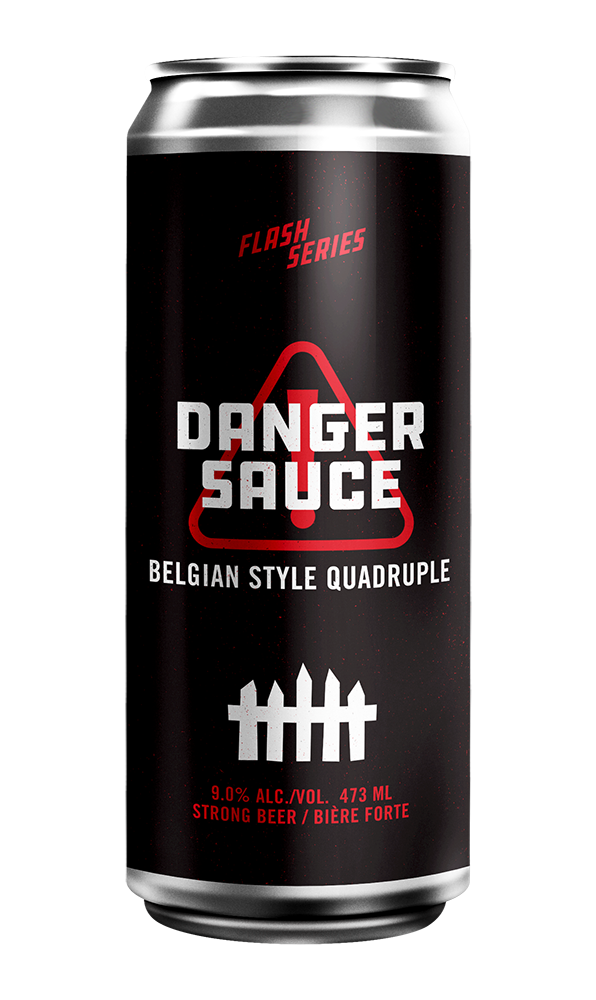 FLASH
SERIES
DANGER
SAUCE
BELGIAN STYLE QUADRUPLE
9.0% ALC./VOL. 473 ML
STRONG BEER / BIÈRE FORTE